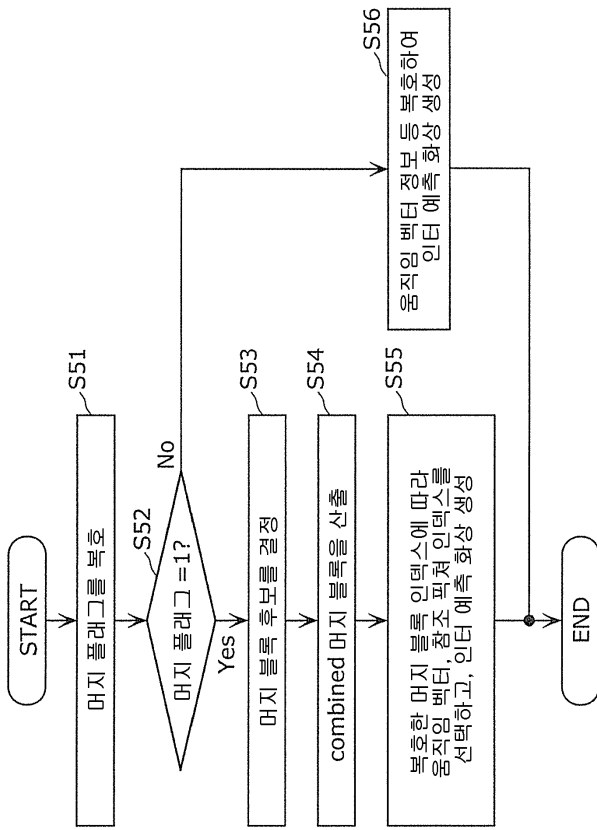 START
S51
머지 플래그를 복호
S52
머지 플래그 =1?
No
Yes
S53
머지 블록 후보를 결정
S54
combined 머지 블록을 산출
S55
복호한 머지 블록 인덱스에 따라
움직임 벡터, 참조 픽쳐 인덱스를
선택하고, 인터 예측 화상 생성
S56
움직임 벡터 정보 등 복호하여
인터 예측 화상 생성
END